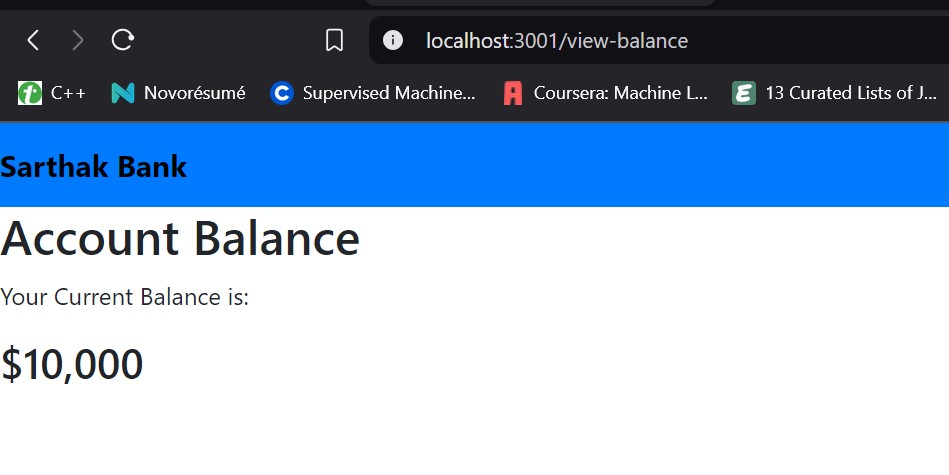 localhost:3001/view-balance
C++ Novorésumé Supervised Machine... Coursera: Machine L... 13 Curated Lists of J...
Sarthak Bank
Account Balance
Your Current Balance is:
$10,000